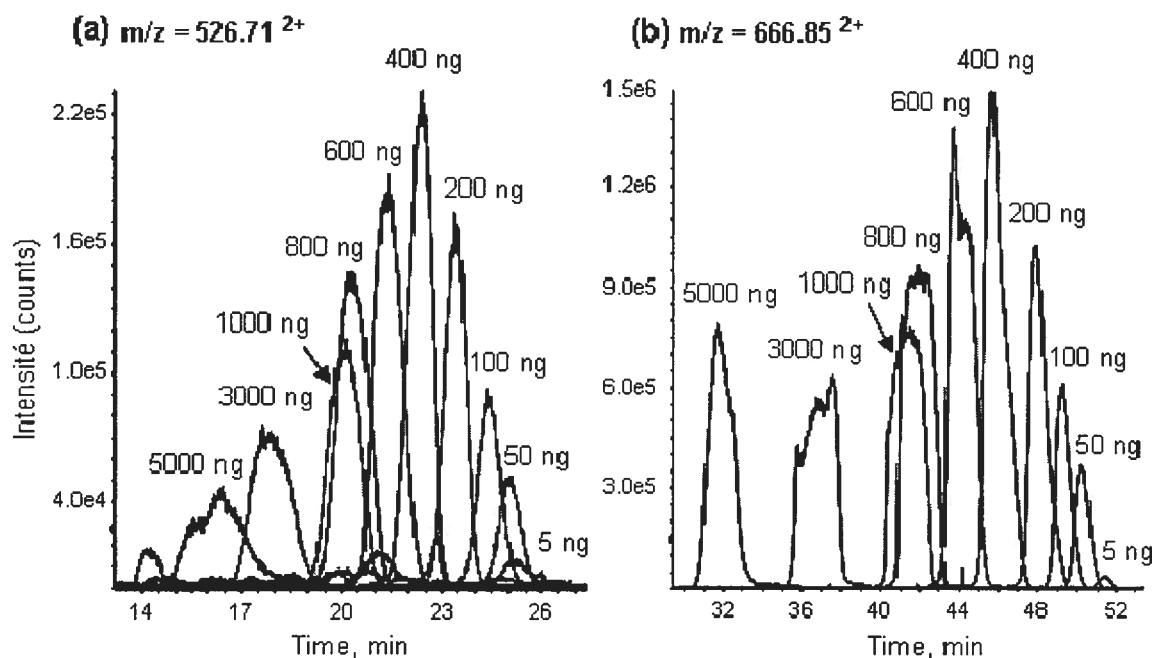 (a) m/z = 526.71 2+
400 ng
2.2e5
600 ng
200 ng
1.6e5
800 ng
1000 ng
100 ng
1.0e5
3000 ng
5000 ng
50 ng
4.0e4
5 ng
14 17 20 23 26
Time, min
Intensité (counts)
(b) m/z = 666.85 2+
400 ng
1.5e6
600 ng
1.2e6
200 ng
800 ng
1000 ng
9.0e5
5000 ng
3000 ng
100 ng
6.0e5
50 ng
3.0e5
5 ng
32 36 40 44 48 52
Time, min